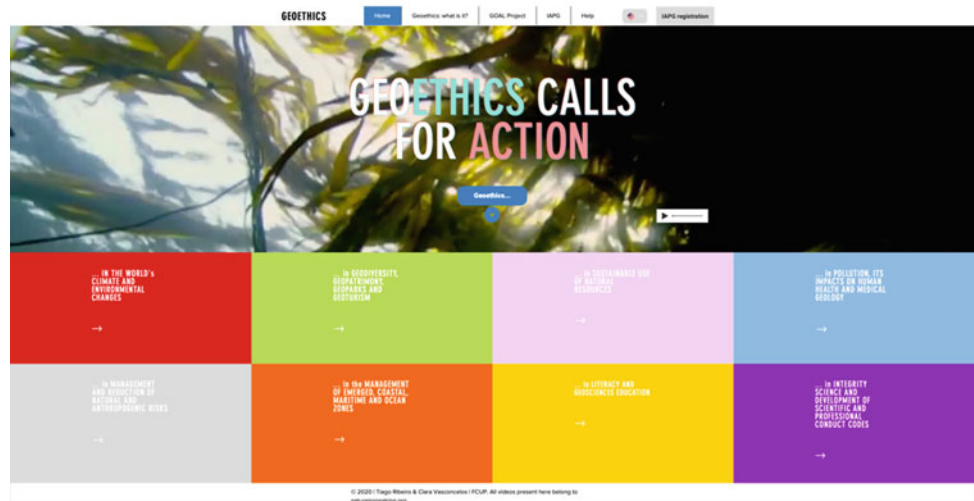 GEOETHICS
Home
Geoethics: what is it?
GOAL Project
IAPG
Help
IAPG registration
GEOETHICS CALLS
FOR ACTION
Geoethics...
... IN THE WORLD's
CLIMATE AND
ENVIRONMENTAL
CHANGES
→
... in GEODIVERSITY,
GEOPATRIMONY,
GEOPARKS AND
GEOTURISM
→
... in SUSTAINABLE USE
OF NATURAL
RESOURCES
→
... in POLLUTION, ITS
IMPACTS ON HUMAN
HEALTH AND MEDICAL
GEOLOGY
→
... in MANAGEMENT
AND REDUCTION OF
NATURAL AND
ANTHROPOGENIC RISKS
→
... in the MANAGEMENT
OF EMERGED, COASTAL,
MARITIME AND OCEAN
ZONES
→
... in LITERACY AND
GEOSCIENCES EDUCATION
→
... in INTEGRITY
SCIENCE AND
DEVELOPMENT OF
SCIENTIFIC AND
PROFESSIONAL
CONDUCT CODES
→
© 2020 | Tiago Ribeiro & Clara Vasconcelos | FCUP. All videos present here belong to